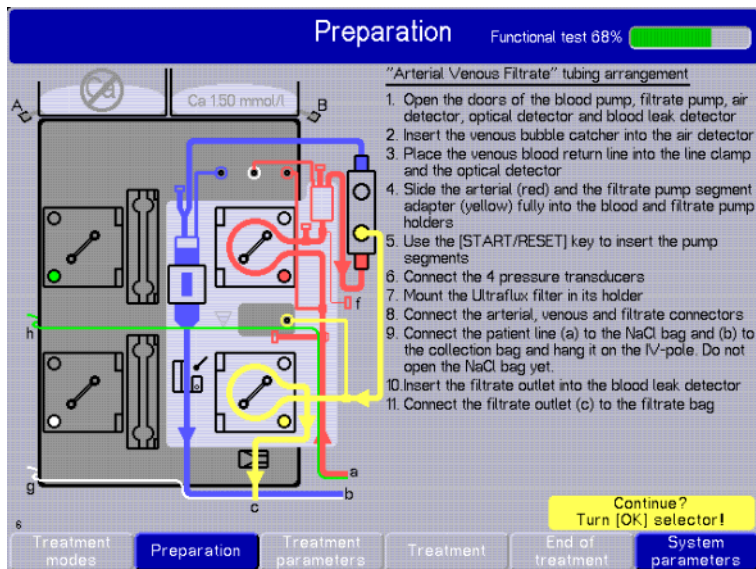 Preparation
Functional test 68%
Ca
Ca 1.50 mmol/l
A
B
"Arterial Venous Filtrate" tubing arrangement
1. Open the doors of the blood pump, filtrate pump, air
detector, optical detector and blood leak detector
2. Insert the venous bubble catcher into the air detector
3. Place the venous blood return line into the line clamp
and the optical detector
4. Slide the arterial (red) and the filtrate pump segment
adapter (yellow) fully into the blood and filtrate pump
holders
5. Use the [START/RESET] key to insert the pump
segments
6. Connect the 4 pressure transducers
7. Mount the Ultraflux filter in its holder
8. Connect the arterial, venous and filtrate connectors
9. Connect the patient line (a) to the NaCl bag and (b) to
the collection bag and hang it on the IV-pole. Do not
open the NaCl bag yet.
10. Insert the filtrate outlet into the blood leak detector
11. Connect the filtrate outlet (c) to the filtrate bag
f
h
a
g
b
c
Continue?
Turn [OK] selector!
6
Treatment
modes
Preparation
Treatment
parameters
Treatment
End of
treatment
System
parameters